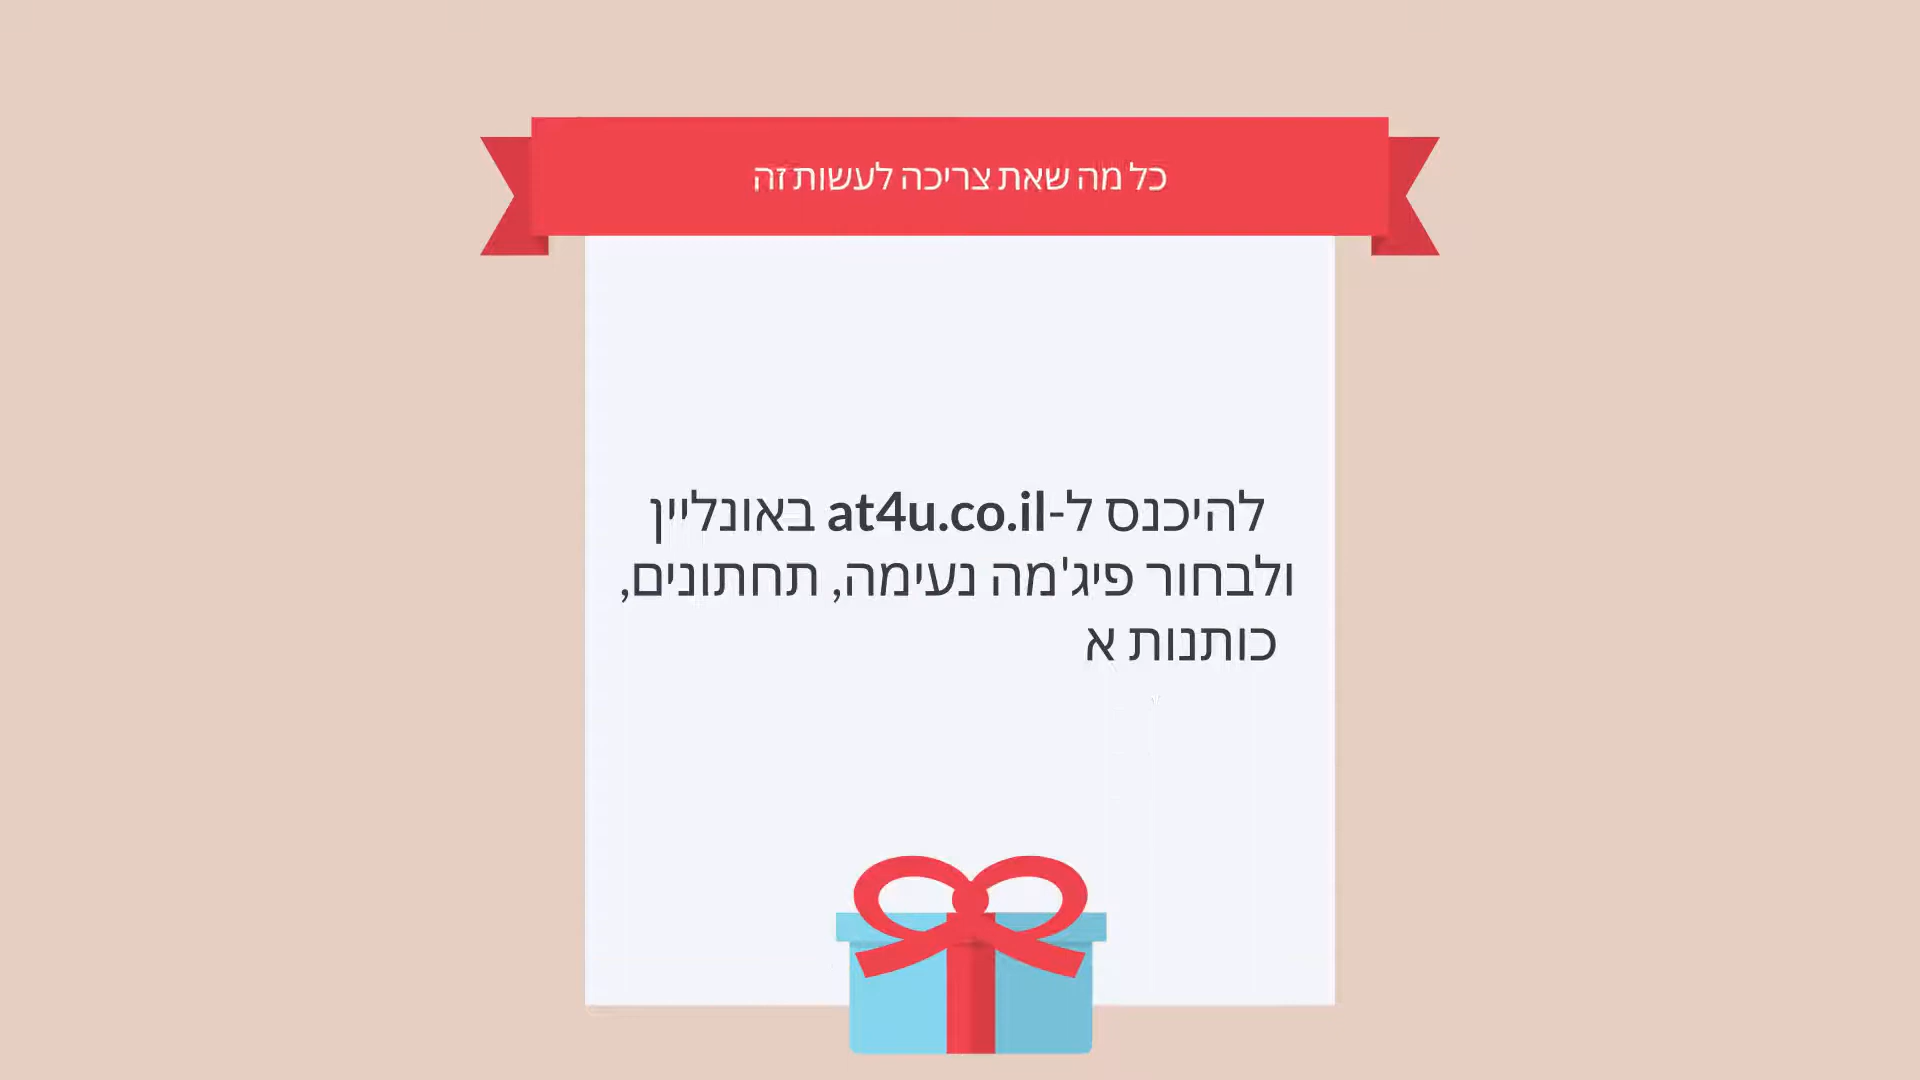 כל מה שאת צריכה לעשות זה
להיכנס ל-at4u.co.il באונליין
ולבחור פיג'מה נעימה, תחתונים,
כותנות א